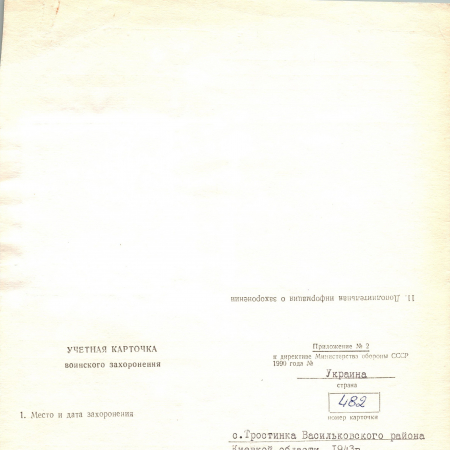 11. Дополнительная информация о захоронении
УЧЕТНАЯ КАРТОЧКА
воинского захоронения
Приложение № 2
к директиве Министерства обороны СССР
1990 года №
Украина
страна
482
номер карточки
1. Место и дата захоронения
с.Тростинка Васильковского района
области, 1943г.